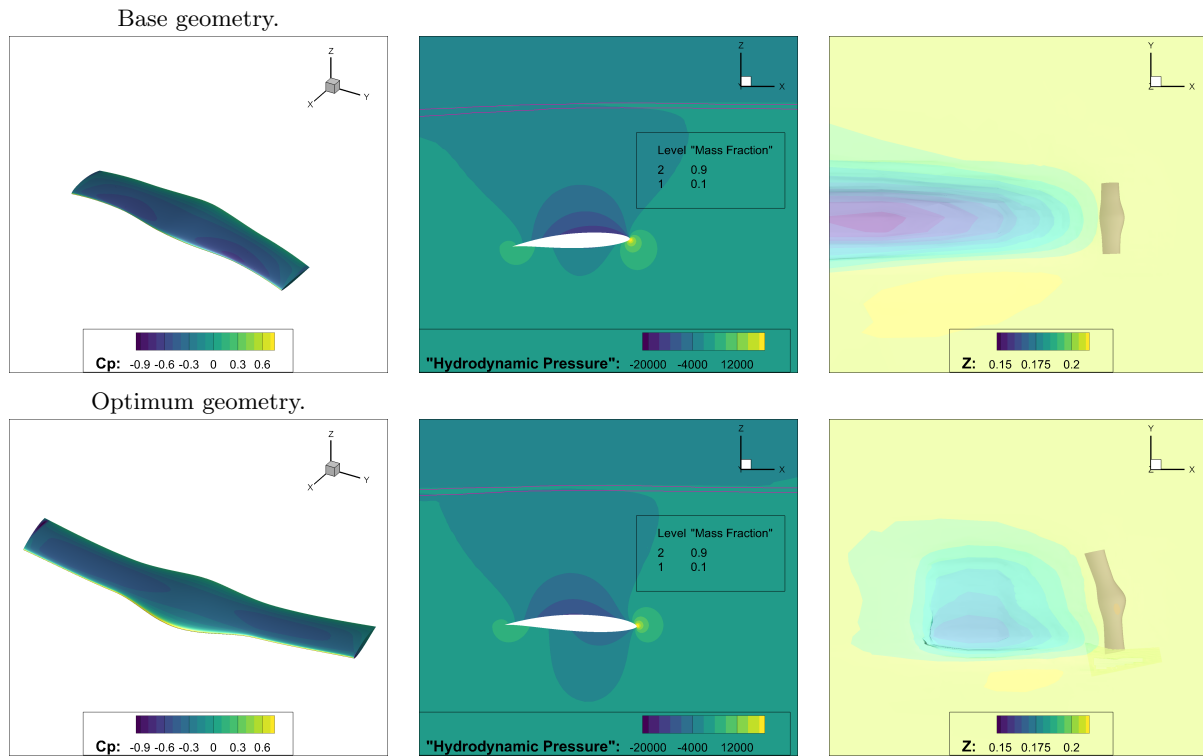 Base geometry.
Z
X
Y
Cp: -0.9 -0.6 -0.3 0 0.3 0.6
Z
Y
X
Level "Mass Fraction"
2 0.9
1 0.1
"Hydrodynamic Pressure": -20000 -4000 12000
Y
Z
X
Z: 0.15 0.175 0.2
Optimum geometry.
Z
X
Y
Cp: -0.9 -0.6 -0.3 0 0.3 0.6
Z
Y
X
Level "Mass Fraction"
2 0.9
1 0.1
"Hydrodynamic Pressure": -20000 -4000 12000
Y
Z
X
Z: 0.15 0.175 0.2